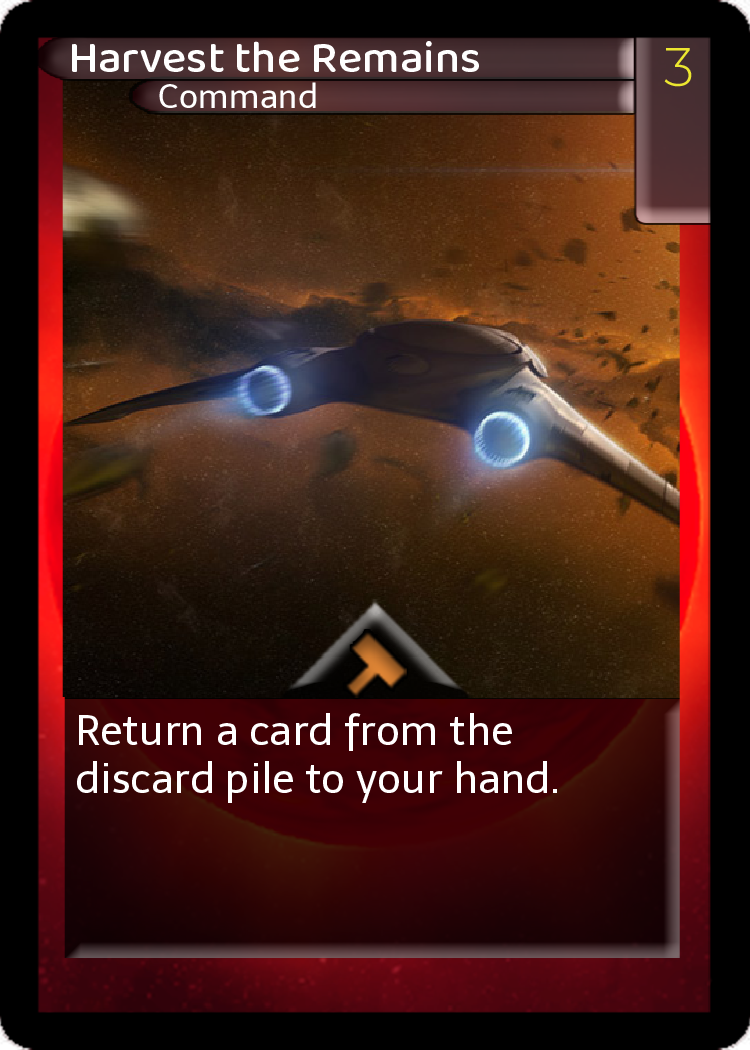 Harvest the Remains
3
Command
Return a card from the
discard pile to your hand.